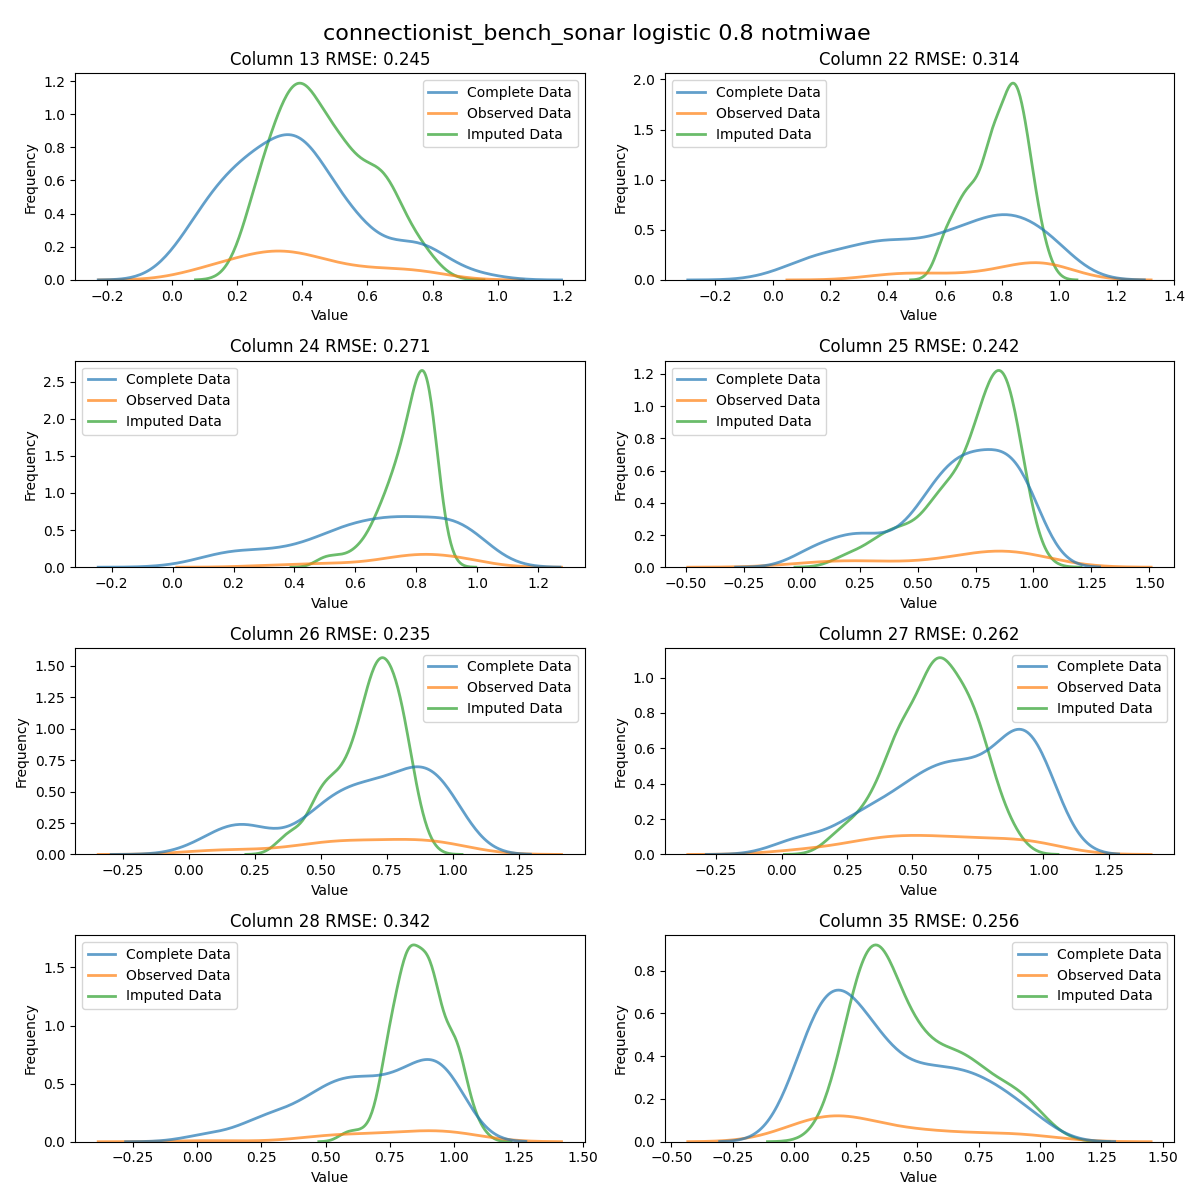 connectionist_bench_sonar logistic 0.8 notmiwae
Column 13 RMSE: 0.245
1.2
1.0
0.8
0.6
0.4
0.2
0.0
Frequency
Complete Data
Observed Data
Imputed Data
−0.2 0.0 0.2 0.4 0.6 0.8 1.0 1.2
Value
Column 22 RMSE: 0.314
2.0
1.5
1.0
0.5
0.0
Frequency
Complete Data
Observed Data
Imputed Data
−0.2 0.0 0.2 0.4 0.6 0.8 1.0 1.2 1.4
Value
Column 24 RMSE: 0.271
2.5
2.0
1.5
1.0
0.5
0.0
Frequency
Complete Data
Observed Data
Imputed Data
−0.2 0.0 0.2 0.4 0.6 0.8 1.0 1.2
Value
Column 25 RMSE: 0.242
1.2
1.0
0.8
0.6
0.4
0.2
0.0
Frequency
Complete Data
Observed Data
Imputed Data
−0.50 −0.25 0.00 0.25 0.50 0.75 1.00 1.25 1.50
Value
Column 26 RMSE: 0.235
1.50
1.25
1.00
0.75
0.50
0.25
0.00
Frequency
Complete Data
Observed Data
Imputed Data
−0.25 0.00 0.25 0.50 0.75 1.00 1.25
Value
Column 27 RMSE: 0.262
1.0
0.8
0.6
0.4
0.2
0.0
Frequency
Complete Data
Observed Data
Imputed Data
−0.25 0.00 0.25 0.50 0.75 1.00 1.25
Value
Column 28 RMSE: 0.342
1.5
1.0
0.5
0.0
Frequency
Complete Data
Observed Data
Imputed Data
−0.25 0.00 0.25 0.50 0.75 1.00 1.25 1.50
Value
Column 35 RMSE: 0.256
0.8
0.6
0.4
0.2
0.0
Frequency
Complete Data
Observed Data
Imputed Data
−0.50 −0.25 0.00 0.25 0.50 0.75 1.00 1.25 1.50
Value